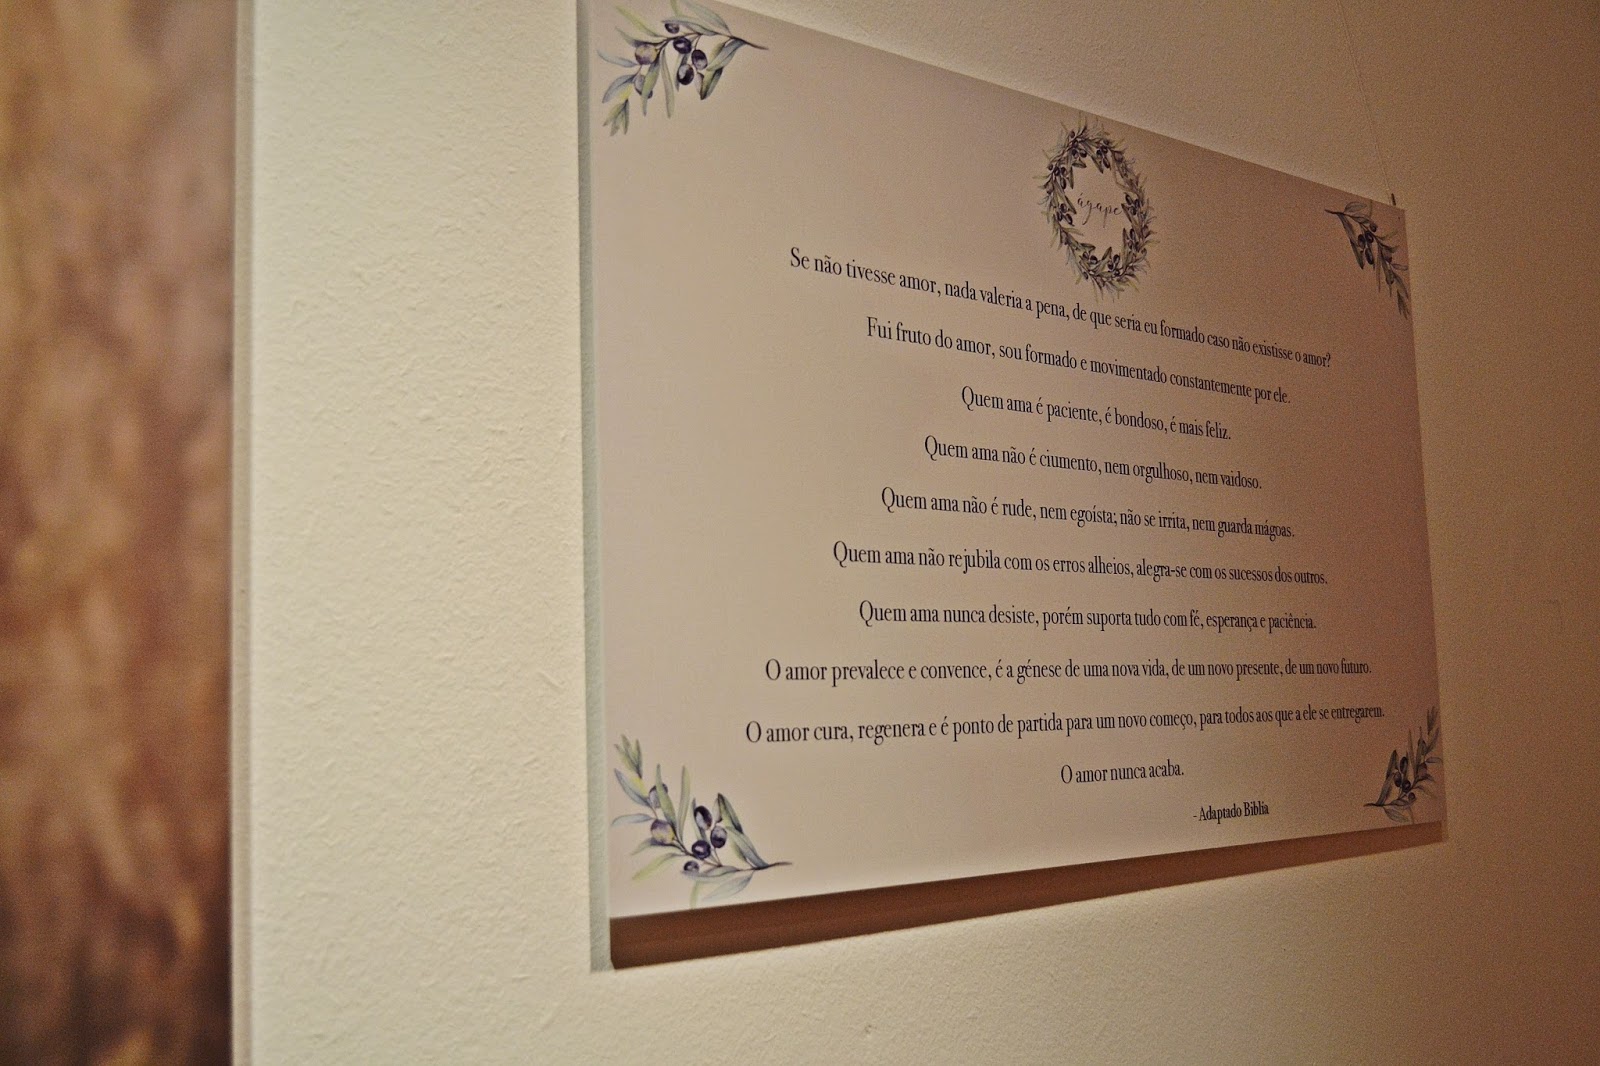 ágape
Se não tivesse amor, nada valeria a pena, de que seria eu formado caso não existisse o amor?
Fui fruto do amor, sou formado e movimentado constantemente por ele.
Quem ama é paciente, é bondoso, é mais feliz.
Quem ama não é ciumento, nem orgulhoso, nem vaidoso.
Quem ama não é rude, nem egoísta; não se irrita, nem guarda mágoas.
Quem ama não rejubila com os erros alheios, alegra-se com os sucessos dos outros.
Quem ama nunca desiste, porém suporta tudo com fé, esperança e paciência.
O amor prevalece e convence, é a génese de uma nova vida, de um novo presente, de um novo futuro.
O amor cura, regenera e é ponto de partida para um novo começo, para todos aos que a ele se entregarem.
O amor nunca acaba.
- Adaptado Biblia